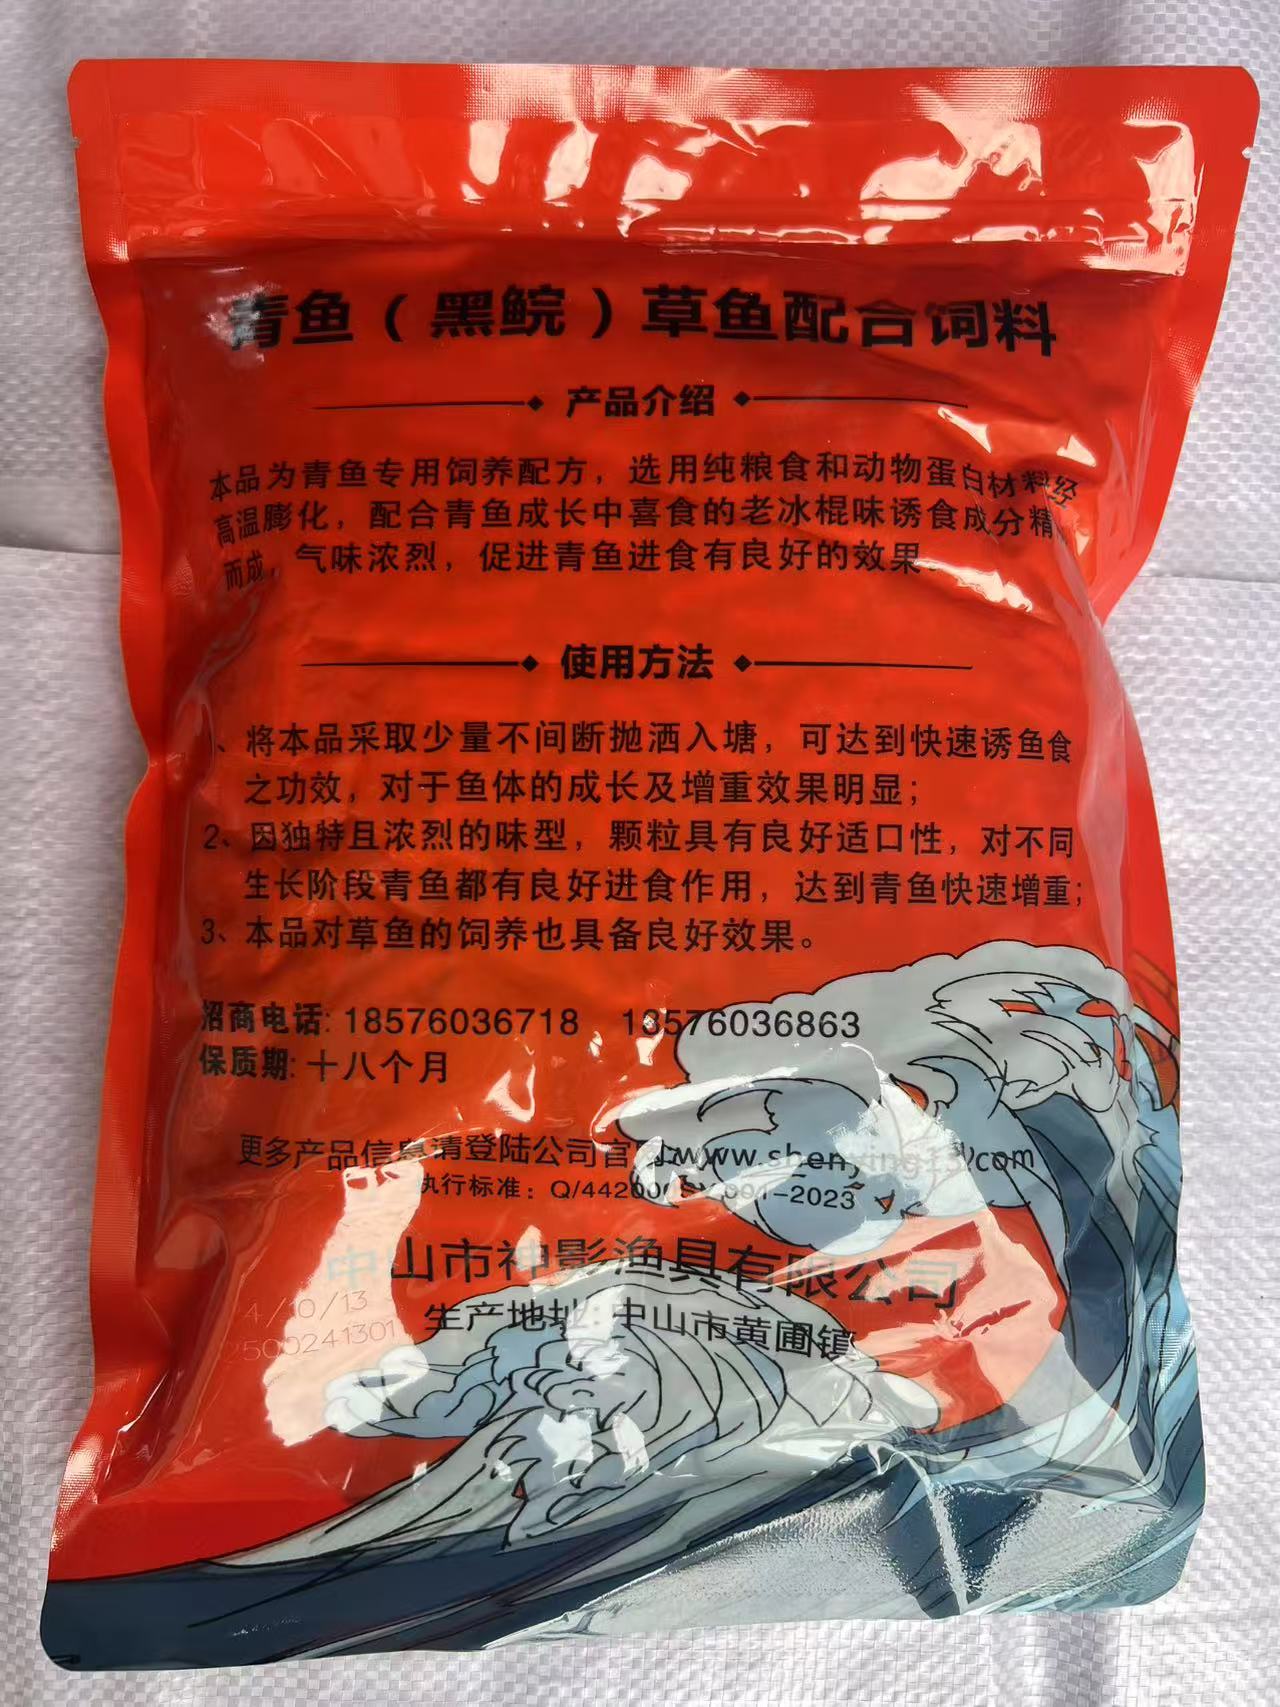 青鱼（黑鲩）草鱼配合饲料
产品介绍
本品为青鱼专用饲养配方，选用纯粮食和动物蛋白材料经
高温膨化，配合青鱼成长中喜食的老冰棍味诱食成分精
而成，气味浓烈，促进青鱼进食有良好的效果。
使用方法
1、将本品采取少量不间断抛洒入塘，可达到快速诱鱼食
之功效，对于鱼体的成长及增重效果明显；
2、因独特且浓烈的味型，颗粒具有良好适口性，对不同
生长阶段青鱼都有良好进食作用，达到青鱼快速增重；
3、本品对草鱼的饲养也具备良好效果。
招商电话: 18576036718 18576036863
保质期: 十八个月
更多产品信息请登陆公司官
执行标准：
中山市神影渔具有限公司
4/10/13
2500241301
生产地址: 中山市黄圃镇